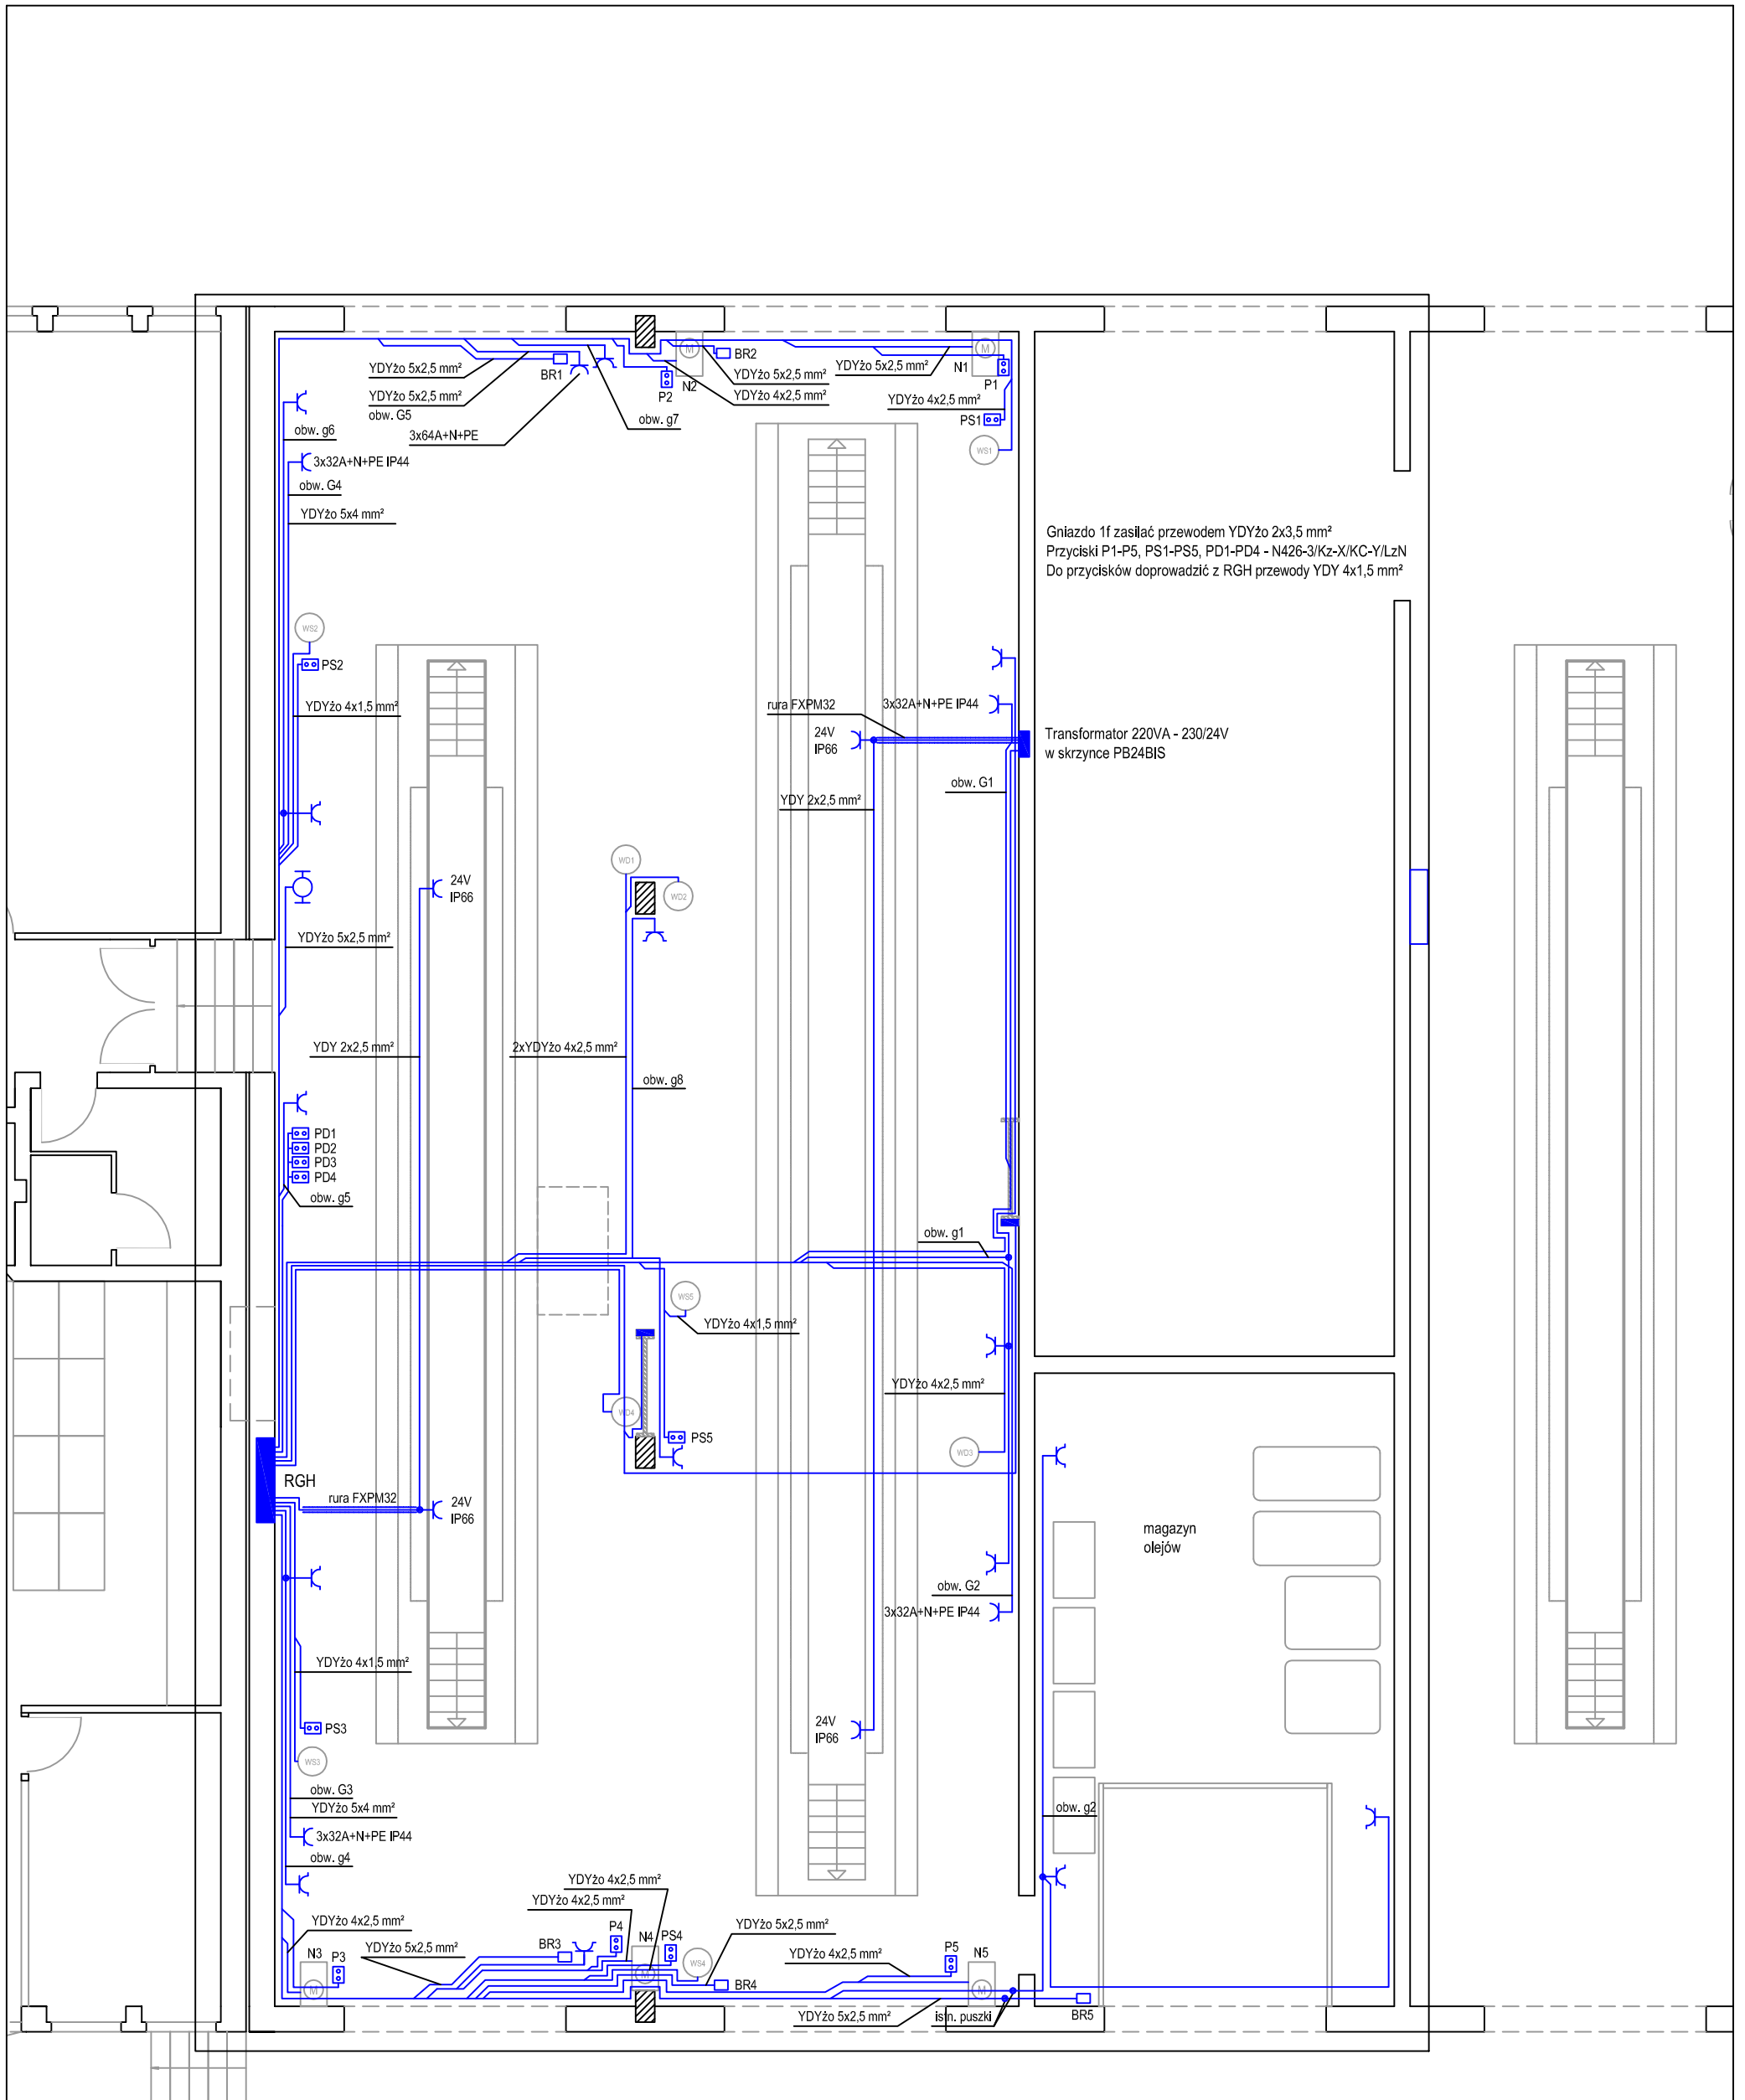 YDYżo 5x2,5 mm²
BR1
BR2
YDYżo 5x2,5 mm²
YDYżo 5x2,5 mm²
M
M
N1
P1
N2
P2
YDYżo 5x2,5 mm²
obw. G5
YDYżo 4x2,5 mm²
YDYżo 4x2,5 mm²
obw. g7
PS1
obw. g6
3x64A+N+PE
WS1
3x32A+N+PE IP44
obw. G4
YDYżo 5x4 mm²
Gniazdo 1f zasilać przewodem YDYżo 2x3,5 mm²
Przyciski P1-P5, PS1-PS5, PD1-PD4 - N426-3/Kz-X/KC-Y/LzN
Do przycisków doprowadzić z RGH przewody YDY 4x1,5 mm²
WS2
PS2
YDYżo 4x1,5 mm²
rura FXPM32
3x32A+N+PE IP44
24V
IP66
Transformator 220VA - 230/24V
w skrzynce PB24BIS
obw. G1
YDY 2x2,5 mm²
WD1
WD2
24V
IP66
YDYżo 5x2,5 mm²
YDY 2x2,5 mm²
2xYDYżo 4x2,5 mm²
obw. g8
PD1
PD2
PD3
PD4
obw. g5
obw. g1
WS5
YDYżo 4x1,5 mm²
YDYżo 4x2,5 mm²
WD4
PS5
WD3
RGH
rura FXPM32
24V
IP66
magazyn
olejów
obw. G2
3x32A+N+PE IP44
YDYżo 4x1,5 mm²
PS3
24V
IP66
WS3
obw. G3
YDYżo 5x4 mm²
obw. g2
3x32A+N+PE IP44
obw. g4
YDYżo 4x2,5 mm²
YDYżo 4x2,5 mm²
YDYżo 4x2,5 mm²
YDYżo 5x2,5 mm²
P4
N4
PS4
BR3
YDYżo 5x2,5 mm²
N3
P3
YDYżo 4x2,5 mm²
P5
N5
WS4
M
M
M
BR4
YDYżo 5x2,5 mm²
istn. puszki
BR5